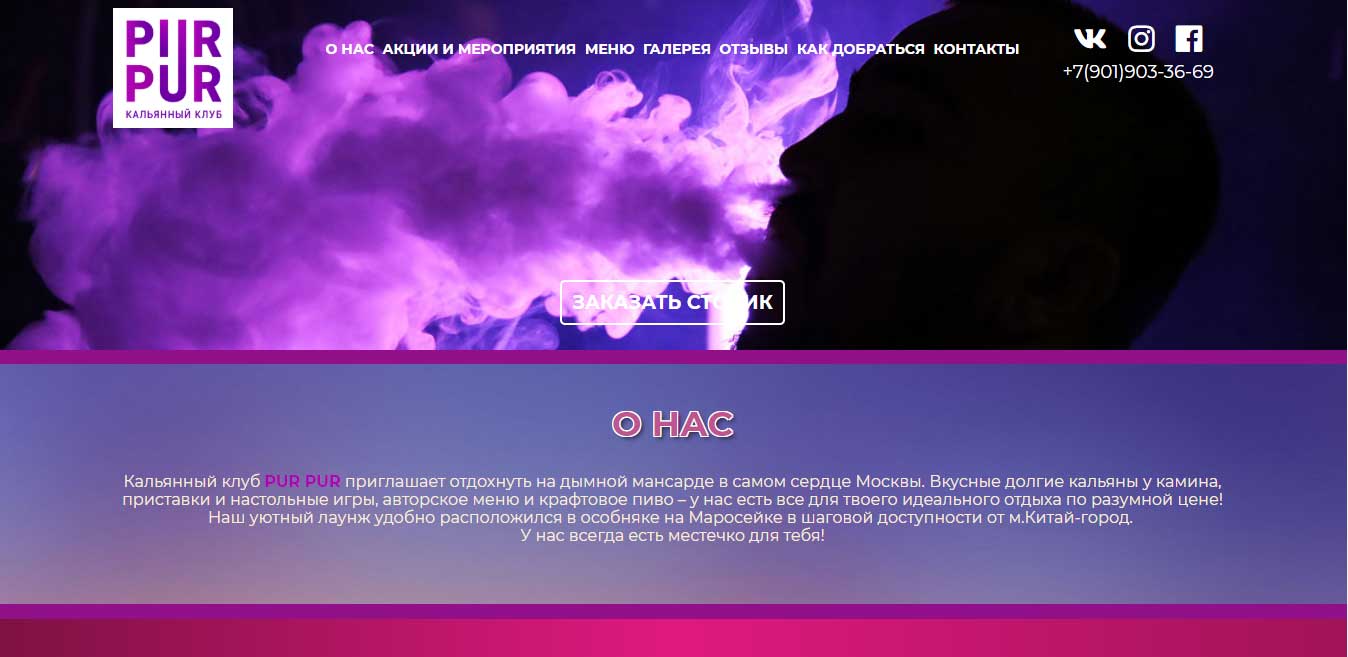 PUR
PUR
КАЛЬЯННЫЙ КЛУБ
О НАС АКЦИИ И МЕРОПРИЯТИЯ МЕНЮ ГАЛЕРЕЯ ОТЗЫВЫ КАК ДОБРАТЬСЯ КОНТАКТЫ
+7(901)903-36-69
ЗАКАЗАТЬ СТОЛИК
О НАС
Кальянный клуб PUR PUR приглашает отдохнуть на дымной мансарде в самом сердце Москвы. Вкусные долгие кальяны у камина,
приставки и настольные игры, авторское меню и крафтовое пиво – у нас есть все для твоего идеального отдыха по разумной цене!
Наш уютный лаунж удобно расположился в особняке на Маросейке в шаговой доступности от м.Китай-город.
У нас всегда есть местечко для тебя!